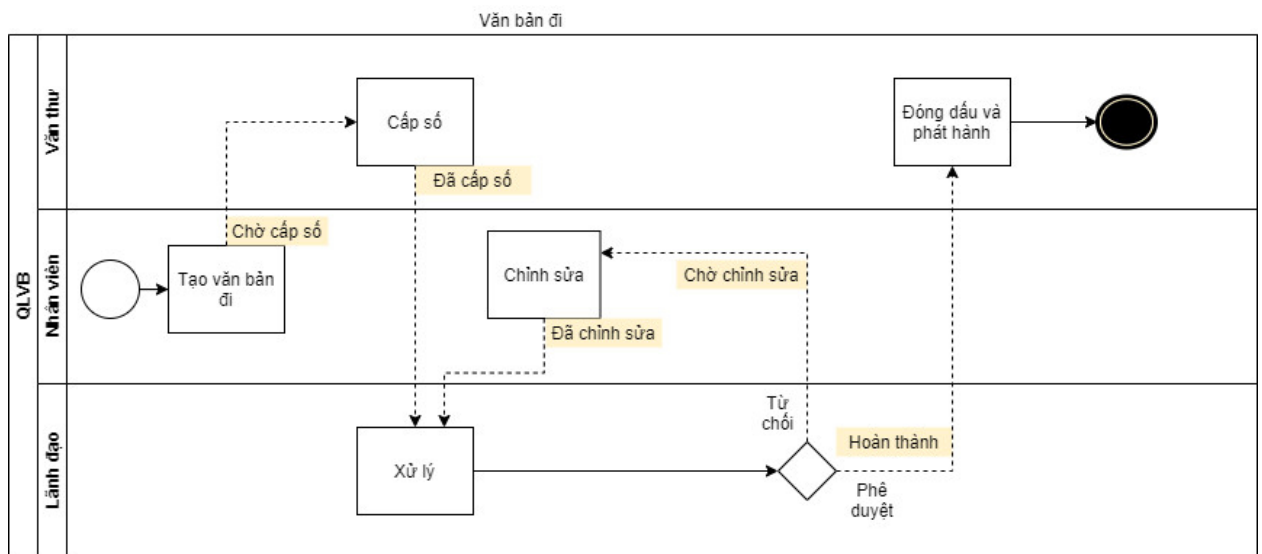 Văn bản đi
QLVB
Văn thư
Cấp số
Đã cấp số
Đóng dấu và
phát hành
Nhân viên
Chờ cấp số
Tạo văn bản
đi
Chỉnh sửa
Chờ chỉnh sửa
Đã chỉnh sửa
Lãnh đạo
Xử lý
Từ
chối
Hoàn thành
Phê
duyệt